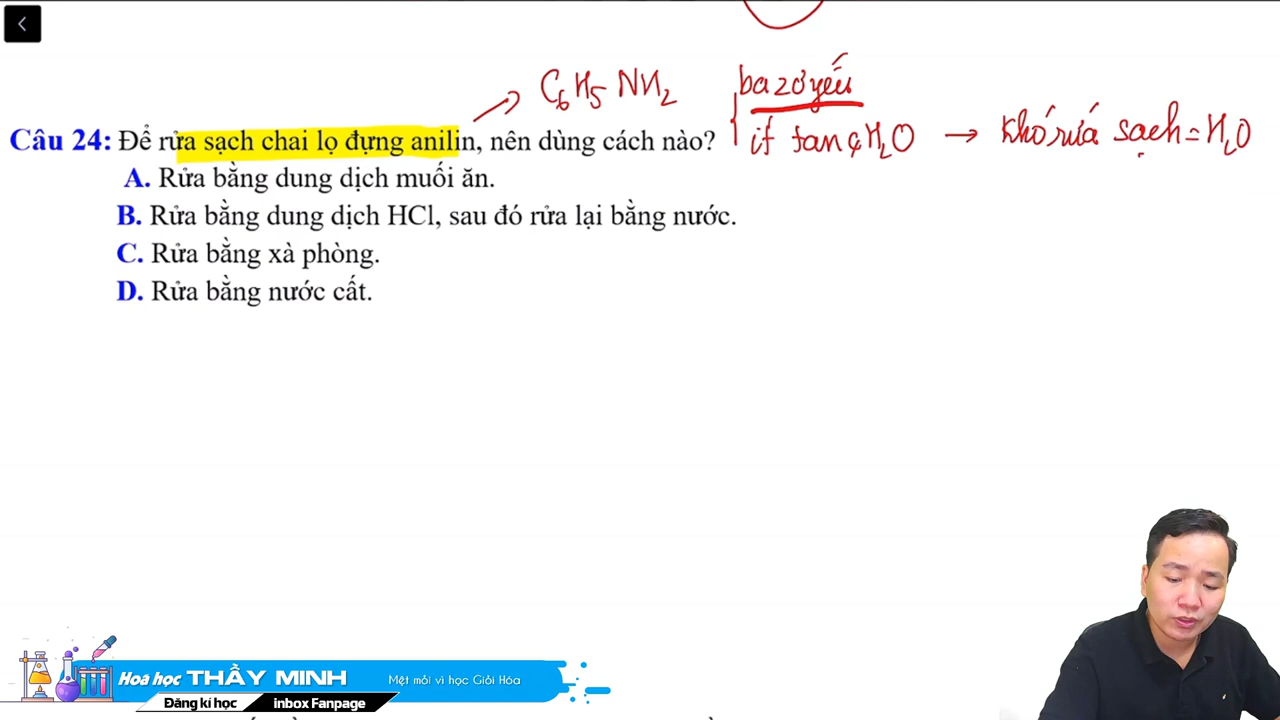 C6H5NH2
bazơ yếu
ít tan/H2O → khó rửa sạch = H2O
Câu 24: Để rửa sạch chai lọ đựng anilin, nên dùng cách nào?
A. Rửa bằng dung dịch muối ăn.
B. Rửa bằng dung dịch HCl, sau đó rửa lại bằng nước.
C. Rửa bằng xà phòng.
D. Rửa bằng nước cất.
Hoá học THẦY MINH
Mệt mỏi vì học Giỏi Hóa
Đăng kí học inbox Fanpage